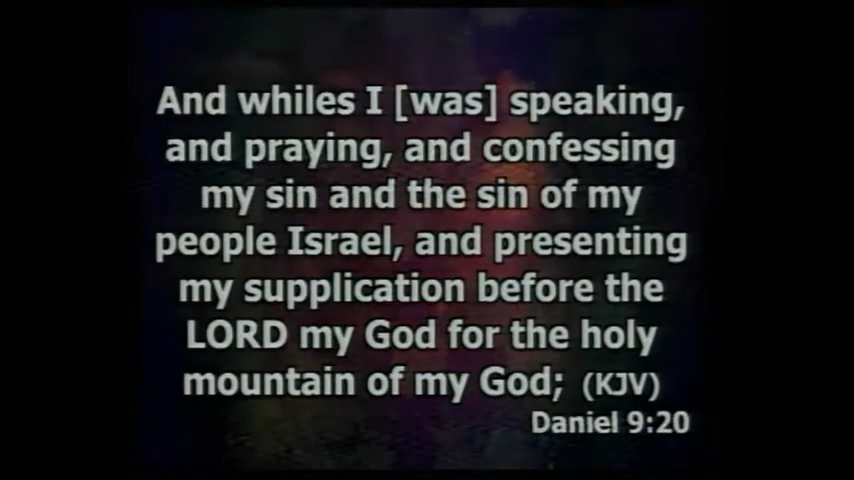 And whiles I [was] speaking,
and praying, and confessing
my sin and the sin of my
people Israel, and presenting
my supplication before the
LORD my God for the holy
mountain of my God; (KJV)
Daniel 9:20